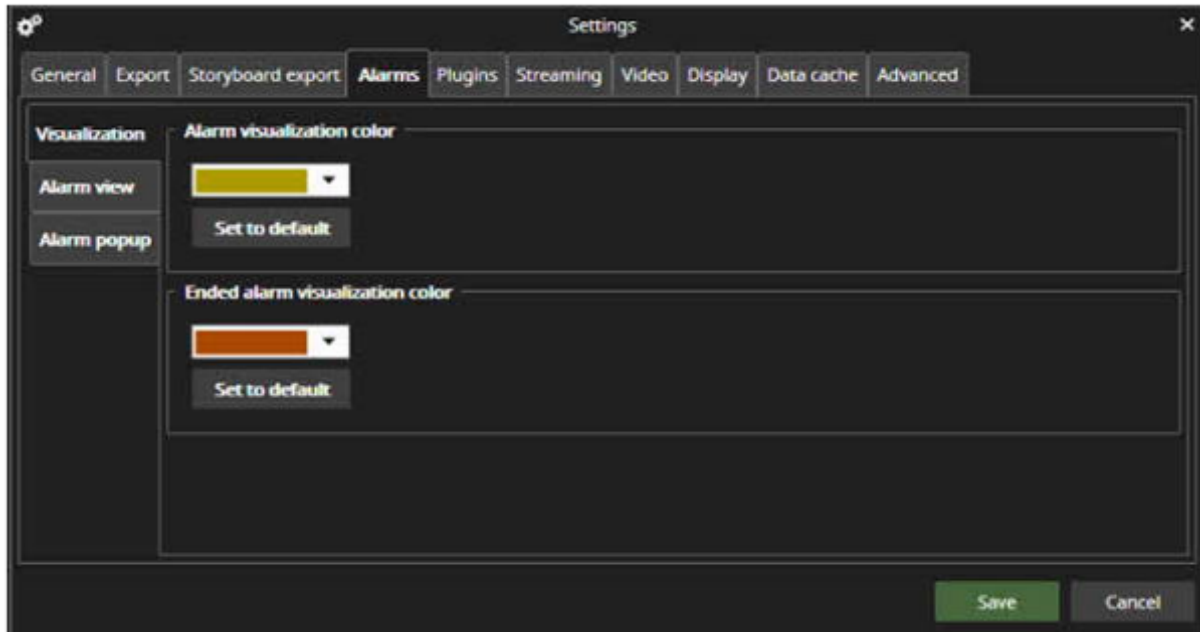 Settings
General Export Storyboard export Alarms Plugins Streaming Video Display Data cache Advanced
Visualization
Alarm view
Alarm popup
Alarm visualization color
Set to default
Ended alarm visualization color
Set to default
Save Cancel